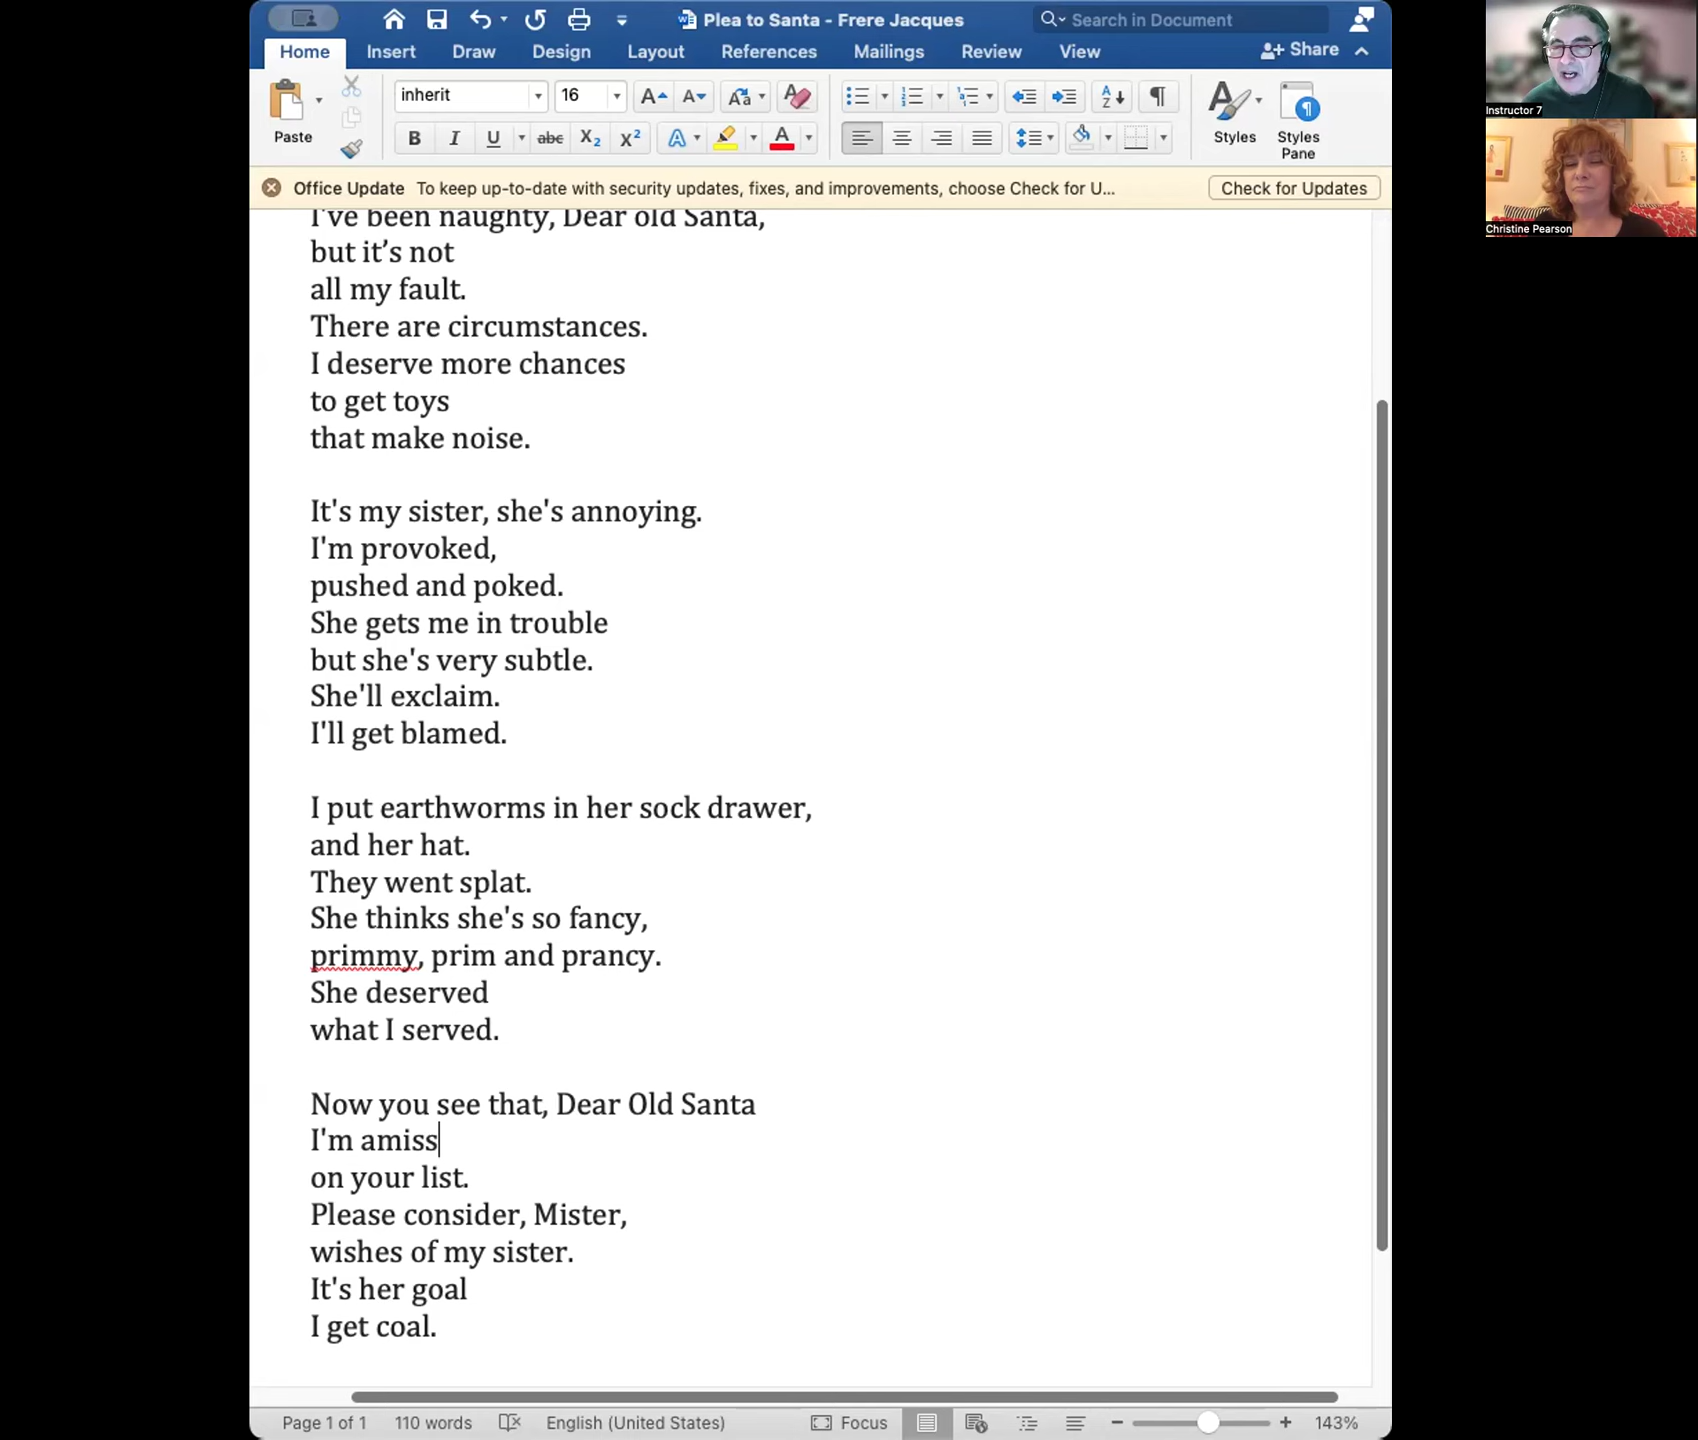 Plea to Santa - Frere Jacques
Search in Document
Home Insert Draw Design Layout References Mailings Review View Share
Paste
inherit 16
Styles
Styles Pane
Office Update To keep up-to-date with security updates, fixes, and improvements, choose Check for U... Check for Updates
I've been naughty, Dear old Santa,
but it’s not
all my fault.
There are circumstances.
I deserve more chances
to get toys
that make noise.
It's my sister, she's annoying.
I'm provoked,
pushed and poked.
She gets me in trouble
but she's very subtle.
She'll exclaim.
I'll get blamed.
I put earthworms in her sock drawer,
and her hat.
They went splat.
She thinks she's so fancy,
primmy, prim and prancy.
She deserved
what I served.
Now you see that, Dear Old Santa
I'm amiss
on your list.
Please consider, Mister,
wishes of my sister.
It's her goal
I get coal.
Page 1 of 1 110 words English (United States) Focus 143%
Instructor 7
Christine Pearson